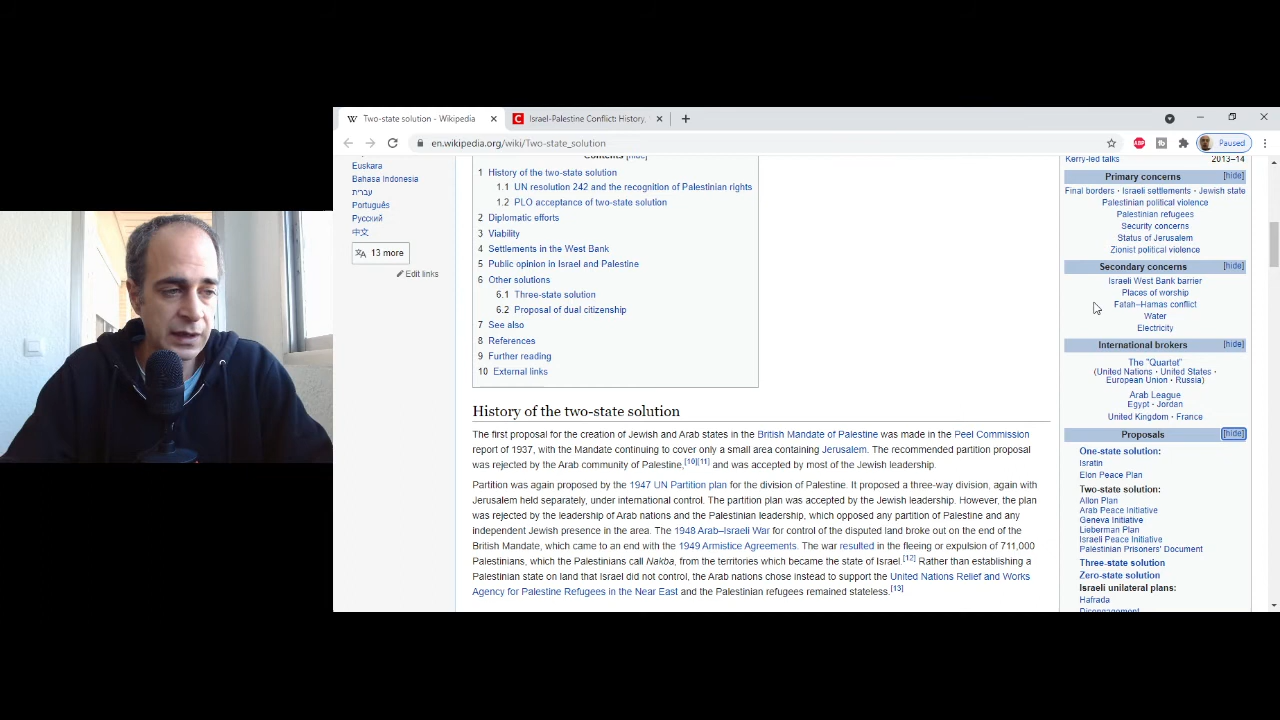 Two-state solution - Wikipedia
Israel-Palestine Conflict: History,
en.wikipedia.org/wiki/Two-state_solution
ABP
Paused
Euskara
Bahasa Indonesia
עברית
Português
Русский
中文
13 more
Edit links
Contents [hide]
1 History of the two-state solution
1.1 UN resolution 242 and the recognition of Palestinian rights
1.2 PLO acceptance of two-state solution
2 Diplomatic efforts
3 Viability
4 Settlements in the West Bank
5 Public opinion in Israel and Palestine
6 Other solutions
6.1 Three-state solution
6.2 Proposal of dual citizenship
7 See also
8 References
9 Further reading
10 External links
History of the two-state solution
The first proposal for the creation of Jewish and Arab states in the British Mandate of Palestine was made in the Peel Commission
report of 1937, with the Mandate continuing to cover only a small area containing Jerusalem. The recommended partition proposal
was rejected by the Arab community of Palestine,[10][11] and was accepted by most of the Jewish leadership.
Partition was again proposed by the 1947 UN Partition plan for the division of Palestine. It proposed a three-way division, again with
Jerusalem held separately, under international control. The partition plan was accepted by the Jewish leadership. However, the plan
was rejected by the leadership of Arab nations and the Palestinian leadership, which opposed any partition of Palestine and any
independent Jewish presence in the area. The 1948 Arab–Israeli War for control of the disputed land broke out on the end of the
British Mandate, which came to an end with the 1949 Armistice Agreements. The war resulted in the fleeing or expulsion of 711,000
Palestinians, which the Palestinians call Nakba, from the territories which became the state of Israel.[12] Rather than establishing a
Palestinian state on land that Israel did not control, the Arab nations chose instead to support the United Nations Relief and Works
Agency for Palestine Refugees in the Near East and the Palestinian refugees remained stateless.[13]
Kerry-led talks 2013–14
Primary concerns [hide]
Final borders · Israeli settlements · Jewish state
Palestinian political violence
Palestinian refugees
Security concerns
Status of Jerusalem
Zionist political violence
Secondary concerns [hide]
Israeli West Bank barrier
Places of worship
Fatah–Hamas conflict
Water
Electricity
International brokers [hide]
The "Quartet"
(United Nations · United States ·
European Union · Russia)
Arab League
Egypt · Jordan
United Kingdom · France
Proposals [hide]
One-state solution:
Isratin
Elon Peace Plan
Two-state solution:
Allon Plan
Arab Peace Initiative
Geneva Initiative
Lieberman Plan
Israeli Peace Initiative
Palestinian Prisoners' Document
Three-state solution
Zero-state solution
Israeli unilateral plans:
Hafrada
Disengagement